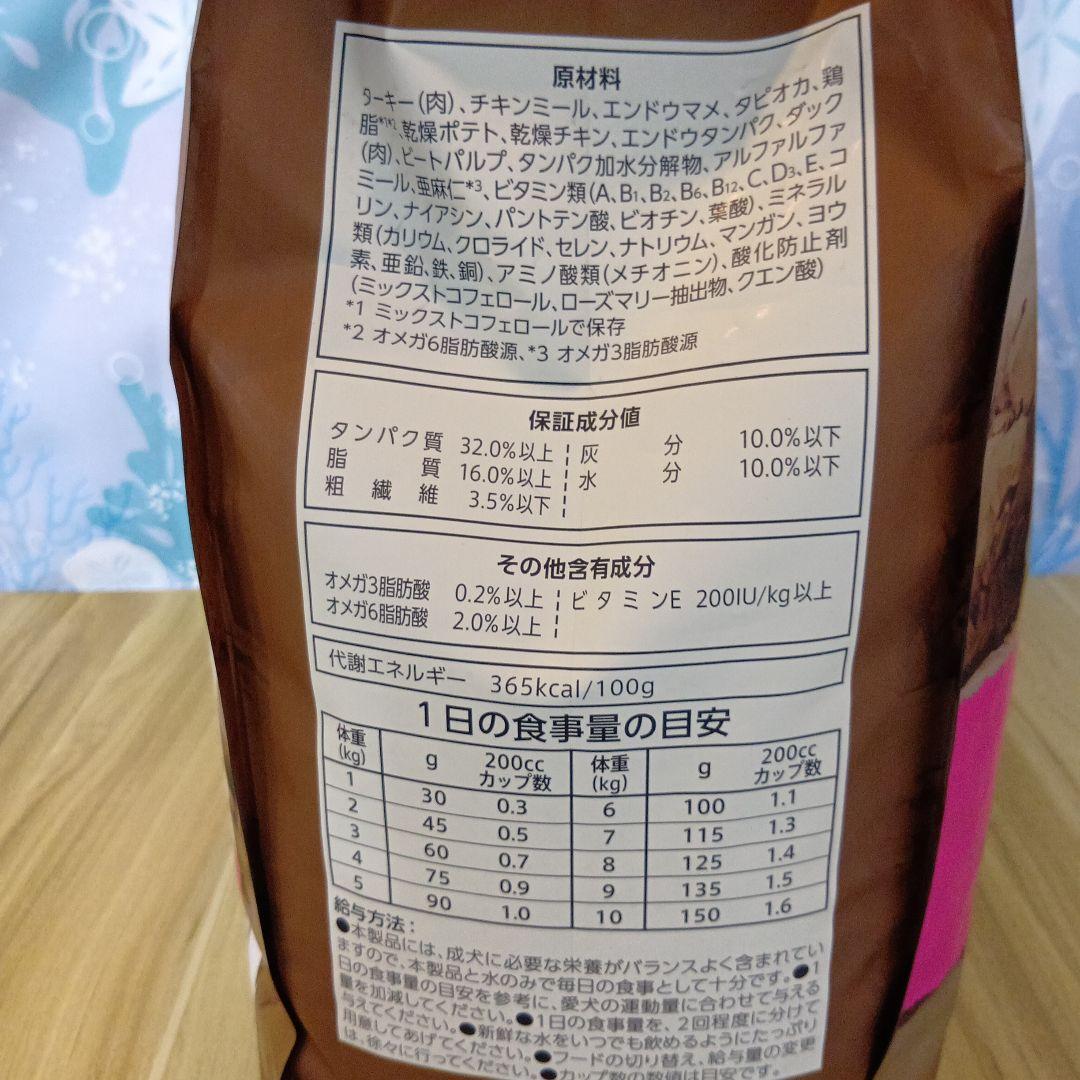 原材料
ターキー(肉)、チキンミール、エンドウマメ、タピオカ、鶏
脂*1*2、乾燥ポテト、乾燥チキン、エンドウタンパク、ダック
(肉)、ビートパルプ、タンパク加水分解物、アルファルファ
ミール、亜麻仁*3、ビタミン類(A、B1、B2、B6、B12、C、D3、E、コ
リン、ナイアシン、パントテン酸、ビオチン、葉酸)、ミネラル
類(カリウム、クロライド、セレン、ナトリウム、マンガン、ヨウ
素、亜鉛、鉄、銅)、アミノ酸類(メチオニン)、酸化防止剤
(ミックストコフェロール、ローズマリー抽出物、クエン酸)
*1 ミックストコフェロールで保存
*2 オメガ6脂肪酸源、*3 オメガ3脂肪酸源
保証成分値
タンパク質 32.0%以上 灰分 10.0%以下
脂質 16.0%以上 水分 10.0%以下
粗繊維 3.5%以下
その他含有成分
オメガ3脂肪酸 0.2%以上 ビタミンE 200IU/kg以上
オメガ6脂肪酸 2.0%以上
代謝エネルギー 365kcal/100g
1日の食事量の目安
体重(kg) g 200ccカップ数 体重(kg) g 200ccカップ数
1 30 0.3 6 100 1.1
2 45 0.5 7 115 1.3
3 60 0.7 8 125 1.4
4 75 0.9 9 135 1.5
5 90 1.0 10 150 1.6
給与方法：
●本製品には、成犬に必要な栄養がバランスよく含まれてい
ますので、本製品と水のみで毎日の食事として十分です。●1
日の食事量の目安を参考に、愛犬の運動量に合わせて与える
量を加減してください。●1日の食事量を、2回程度に分けて
与えてください。●新鮮な水をいつでも飲めるようにたっぷり
用意してあげてください。●フードの切り替え、給与量の変更
は、徐々に行ってください。●カップ数の数値は目安です。